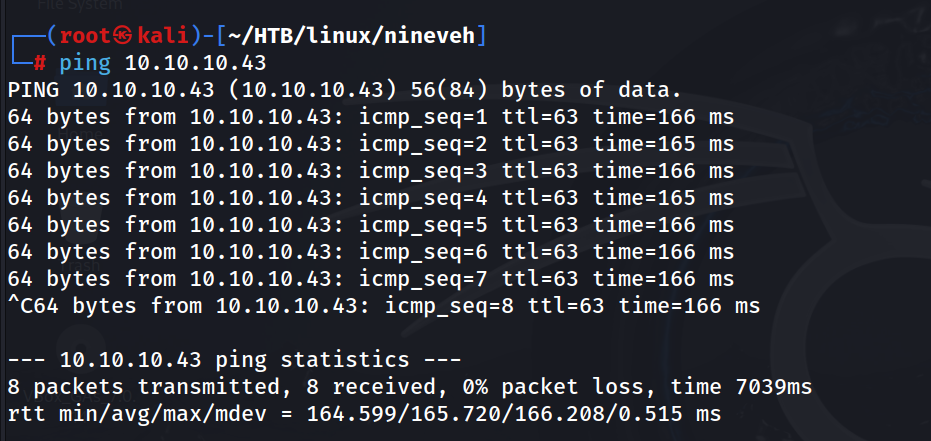 File System
┌──(root㉿kali)-[~/HTB/linux/nineveh]
└─# ping 10.10.10.43
PING 10.10.10.43 (10.10.10.43) 56(84) bytes of data.
64 bytes from 10.10.10.43: icmp_seq=1 ttl=63 time=166 ms
64 bytes from 10.10.10.43: icmp_seq=2 ttl=63 time=165 ms
64 bytes from 10.10.10.43: icmp_seq=3 ttl=63 time=166 ms
64 bytes from 10.10.10.43: icmp_seq=4 ttl=63 time=165 ms
64 bytes from 10.10.10.43: icmp_seq=5 ttl=63 time=166 ms
64 bytes from 10.10.10.43: icmp_seq=6 ttl=63 time=166 ms
64 bytes from 10.10.10.43: icmp_seq=7 ttl=63 time=166 ms
^C64 bytes from 10.10.10.43: icmp_seq=8 ttl=63 time=166 ms
--- 10.10.10.43 ping statistics ---
8 packets transmitted, 8 received, 0% packet loss, time 7039ms
rtt min/avg/max/mdev = 164.599/165.720/166.208/0.515 ms